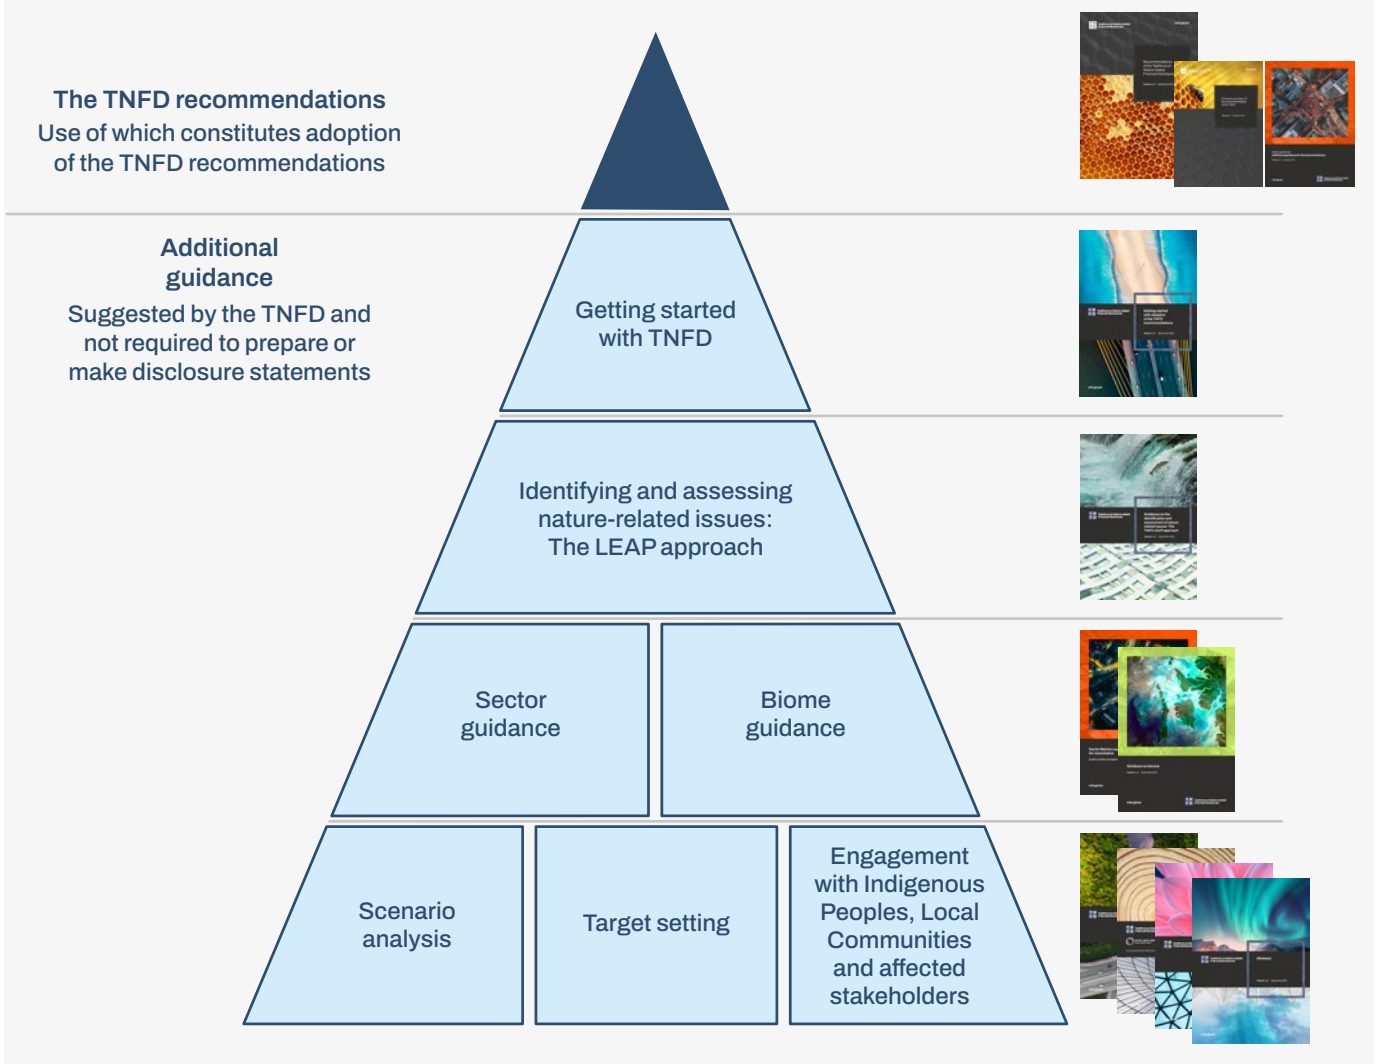 The TNFD recommendations
Use of which constitutes adoption
of the TNFD recommendations
Additional
guidance
Suggested by the TNFD and
not required to prepare or
make disclosure statements
Getting started
with TNFD
Identifying and assessing
nature-related issues:
The LEAP approach
Sector
guidance
Biome
guidance
Scenario
analysis
Target setting
Engagement
with Indigenous
Peoples, Local
Communities
and affected
stakeholders